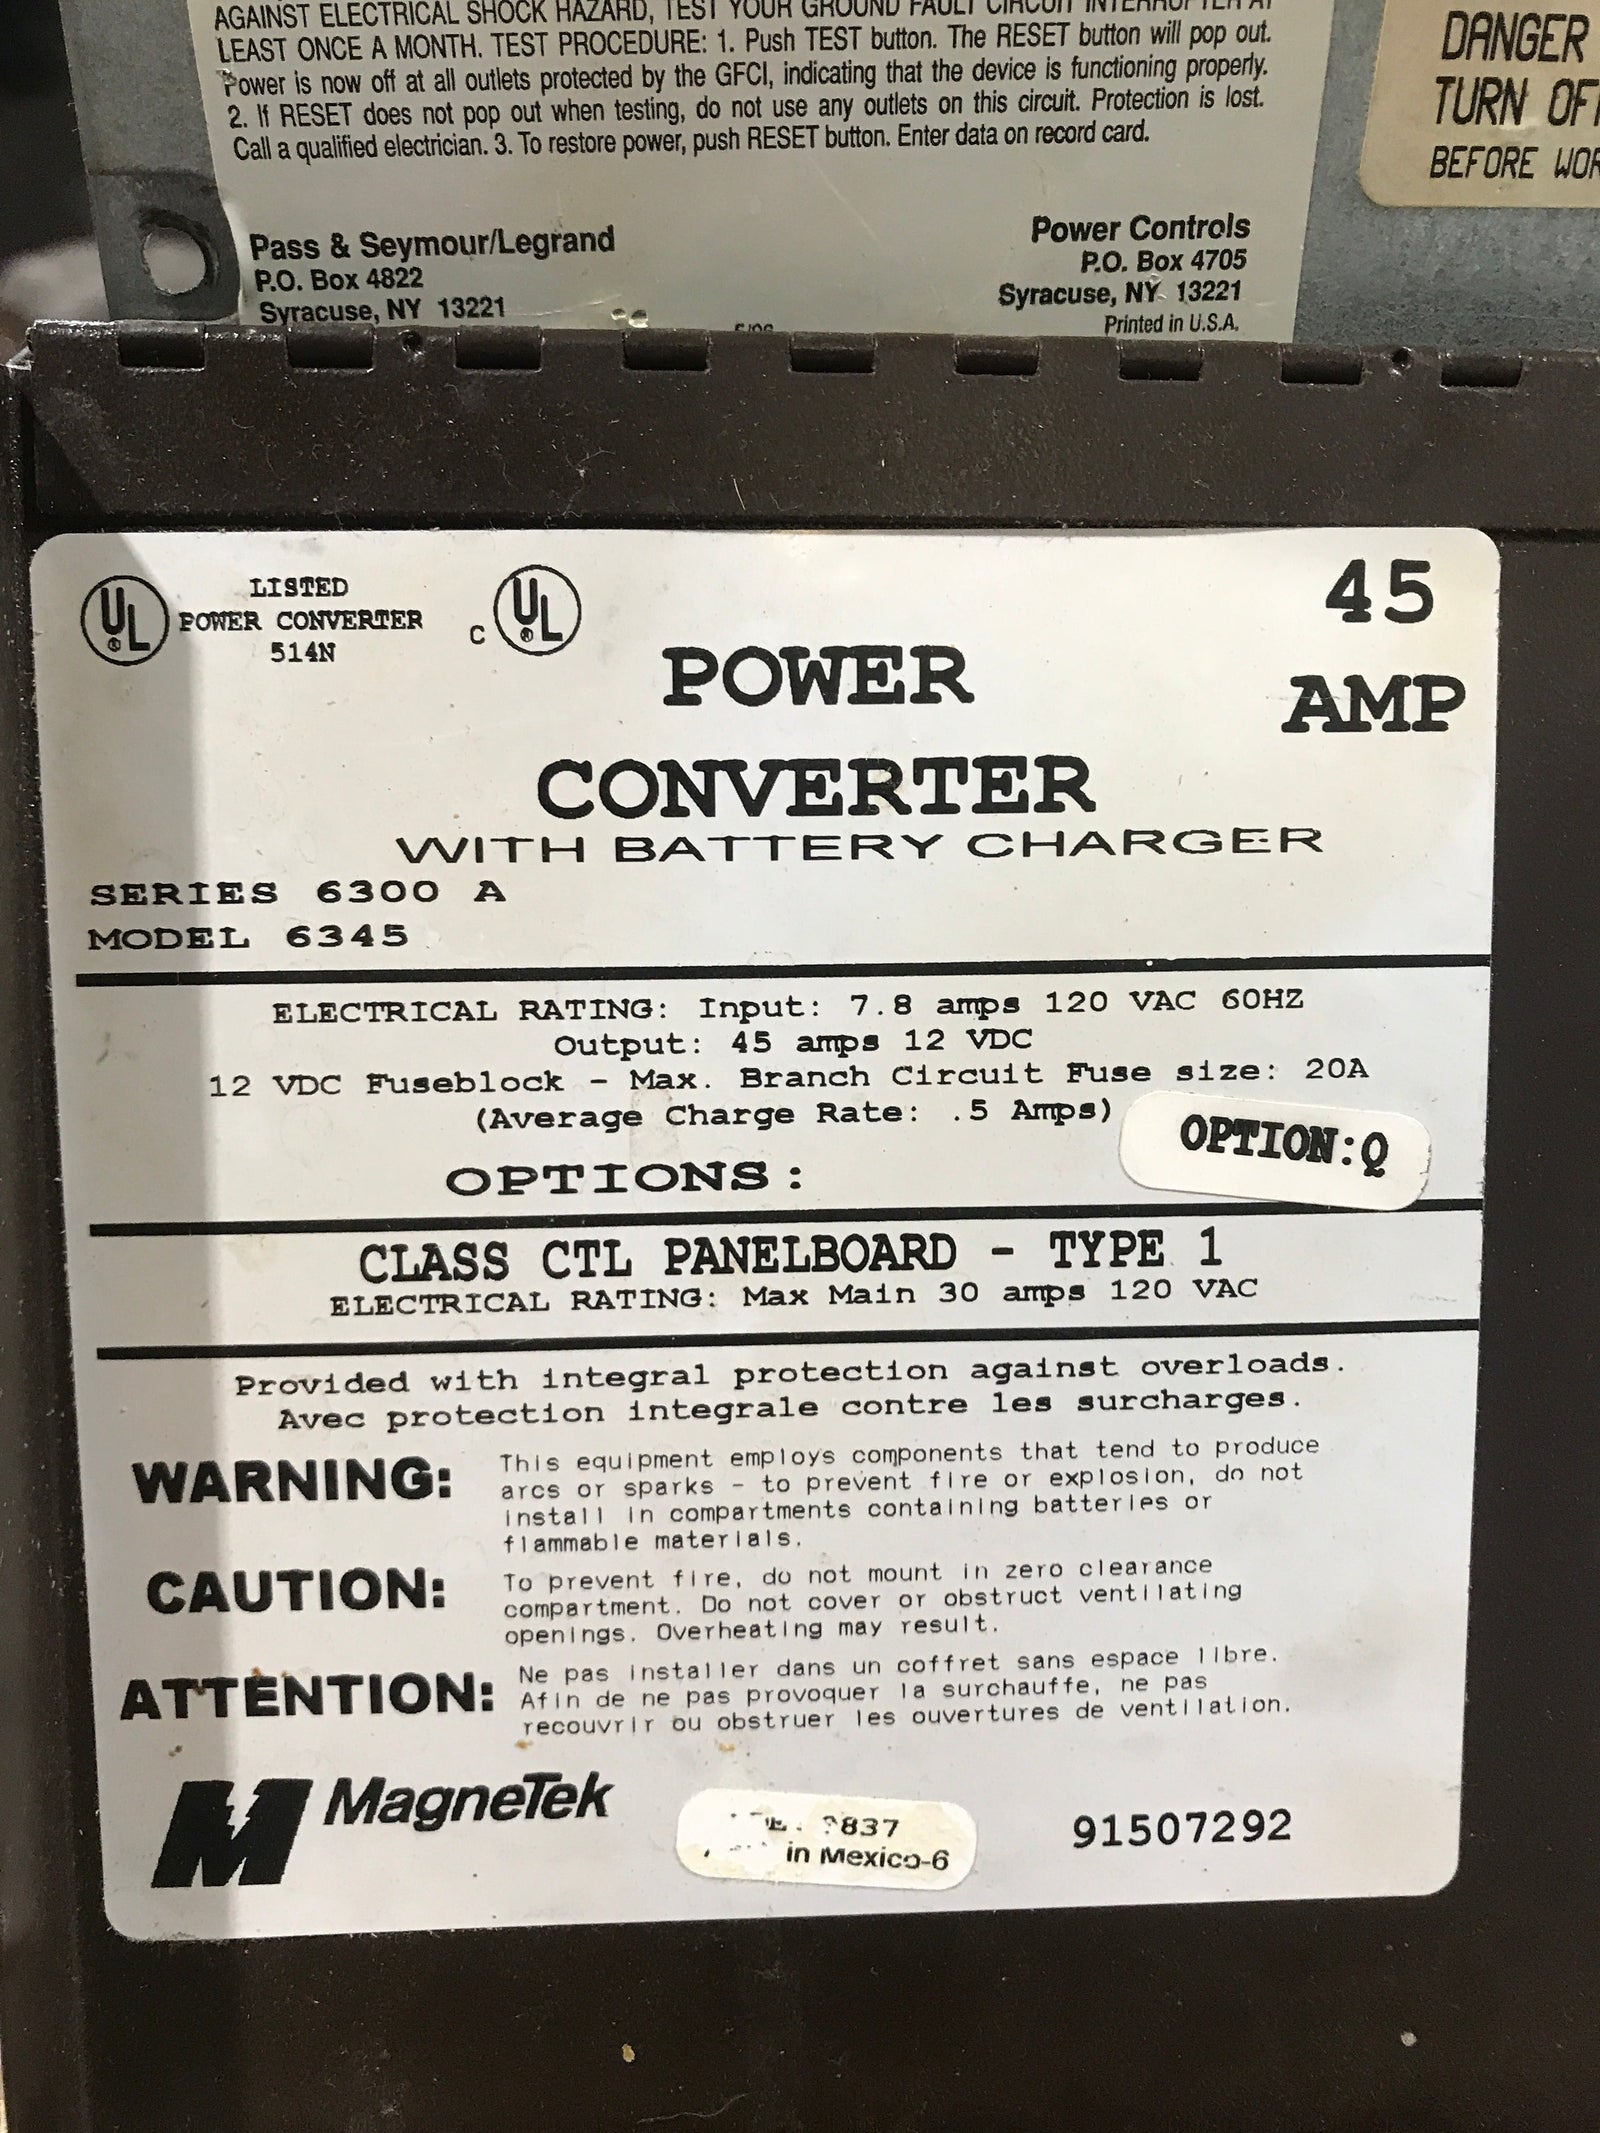 AGAINST ELECTRICAL SHOCK HAZARD, TEST YOUR GROUND FAULT CIRCUIT INTERRUPTER AT
LEAST ONCE A MONTH. TEST PROCEDURE: 1. Push TEST button. The RESET button will pop out.
Power is now off at all outlets protected by the GFCI, indicating that the device is functioning properly.
2. If RESET does not pop out when testing, do not use any outlets on this circuit. Protection is lost.
Call a qualified electrician. 3. To restore power, push RESET button. Enter data on record card.
Pass & Seymour/Legrand
P.O. Box 4822
Syracuse, NY 13221
Power Controls
P.O. Box 4705
Syracuse, NY 13221
Printed in U.S.A.
DANGER
TURN
BEFORE
UL ®
LISTED
POWER CONVERTER
514N
C UL ®
45
AMP
POWER
CONVERTER
WITH BATTERY CHARGER
SERIES 6300 A
MODEL 6345
ELECTRICAL RATING: Input: 7.8 amps 120 VAC 60HZ
Output: 45 amps 12 VDC
12 VDC Fuseblock - Max. Branch Circuit Fuse size: 20A
(Average Charge Rate: .5 Amps)
OPTION:Q
OPTIONS:
CLASS CTL PANELBOARD - TYPE 1
ELECTRICAL RATING: Max Main 30 amps 120 VAC
Provided with integral protection against overloads.
Avec protection integrale contre les surcharges.
WARNING: This equipment employs components that tend to produce
arcs or sparks - to prevent fire or explosion, do not
install in compartments containing batteries or
flammable materials.
CAUTION: To prevent fire, do not mount in zero clearance
compartment. Do not cover or obstruct ventilating
openings. Overheating may result.
ATTENTION: Ne pas installer dans un coffret sans espace libre.
Afin de ne pas provoquer la surchauffe, ne pas
recouvrir ou obstruer les ouvertures de ventilation.
MagneTek
in Mexico-6
91507292